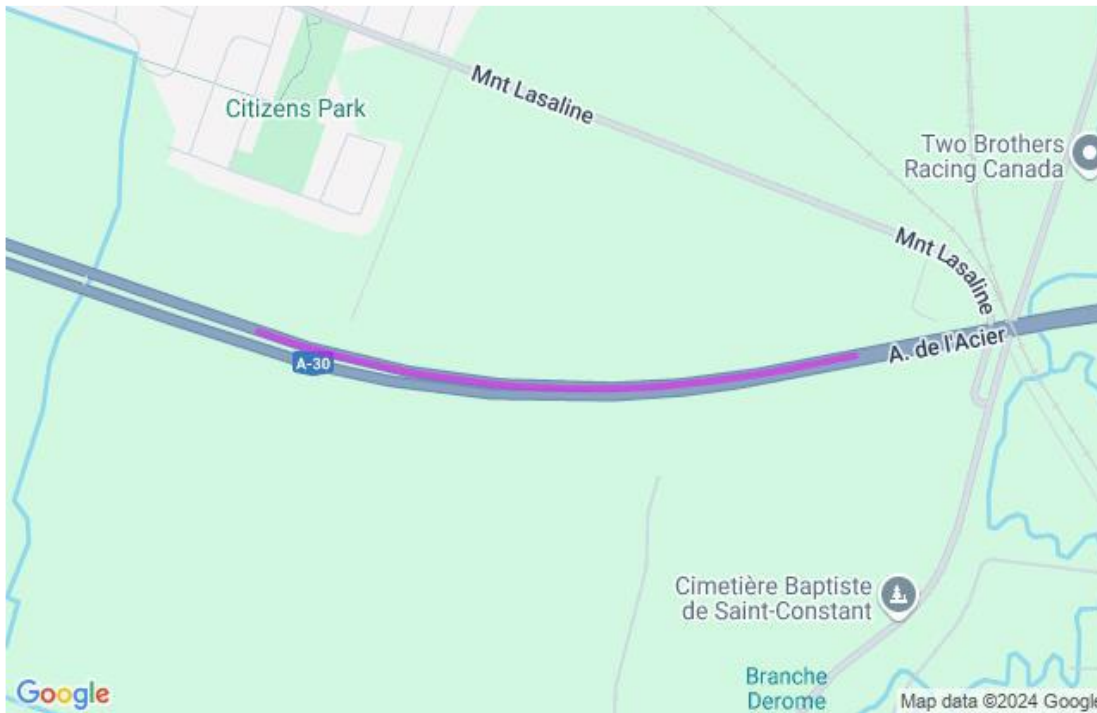 Mnt Lasaline
Citizens Park
Two Brothers
Racing Canada
Mnt Lasaline
A. de l'Acier
A-30
Cimetière Baptiste
de Saint-Constant
Branche
Derome
Google
Map data ©2024 Google